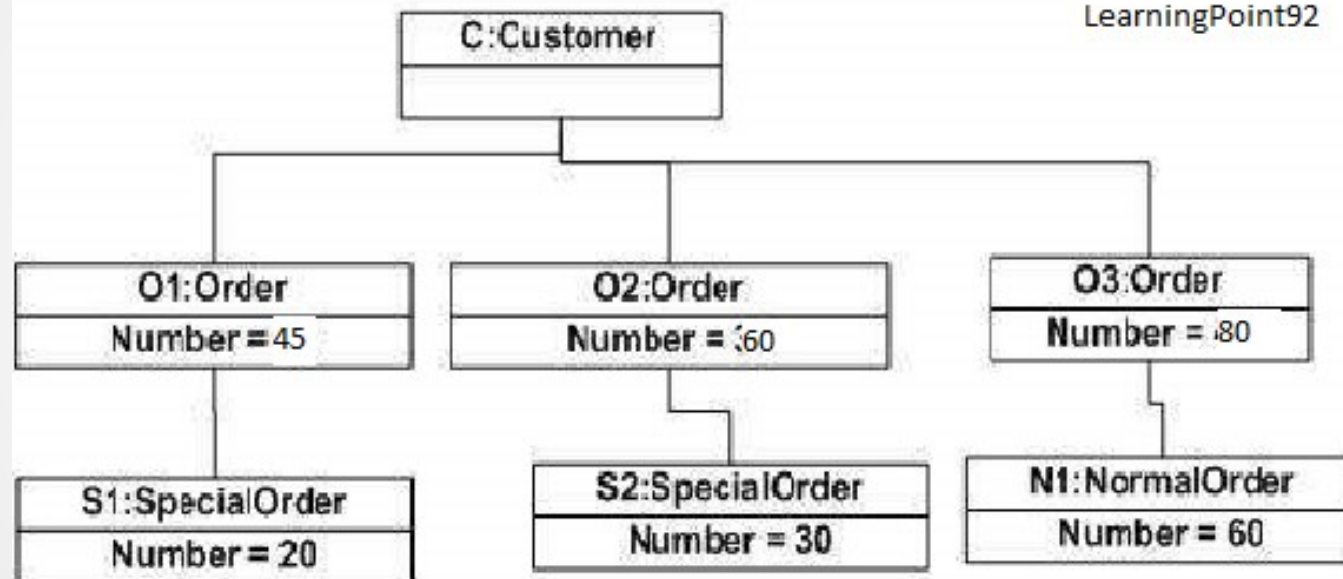 LearningPoint92
C:Customer
O1:Order
Number = 45
O2:Order
Number = 60
O3:Order
Number = 80
S1:SpecialOrder
Number = 20
S2:SpecialOrder
Number = 30
N1:NormalOrder
Number = 60